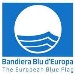 Bandiera Blu d'Europa
The European Blue Flag